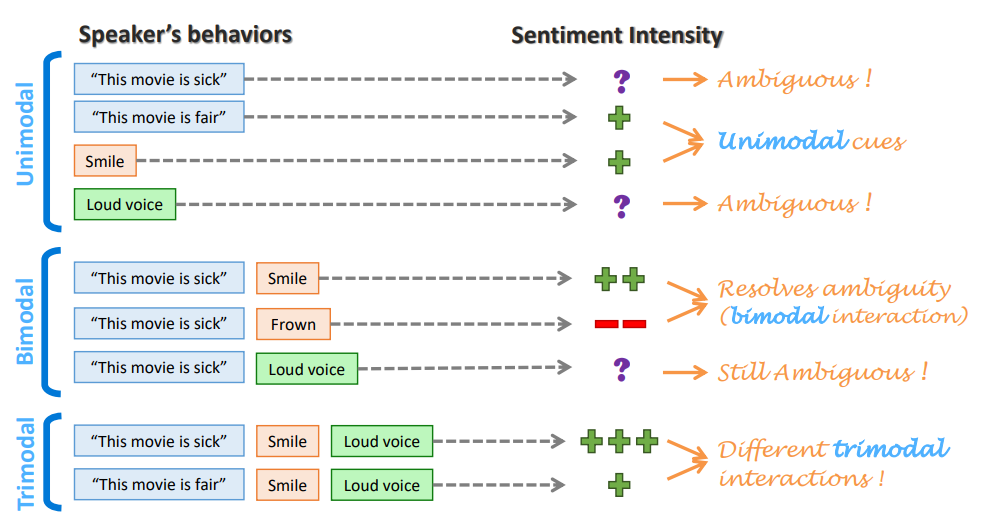 Speaker's behaviors
Sentiment Intensity
Unimodal
"This movie is sick"
?
Ambiguous !
"This movie is fair"
Unimodal cues
Smile
Loud voice
?
Ambiguous !
Bimodal
"This movie is sick" Smile
Resolves ambiguity
(bimodal interaction)
"This movie is sick" Frown
"This movie is sick" Loud voice
?
Still Ambiguous !
Trimodal
"This movie is sick" Smile Loud voice
Different trimodal
interactions !
"This movie is fair" Smile Loud voice